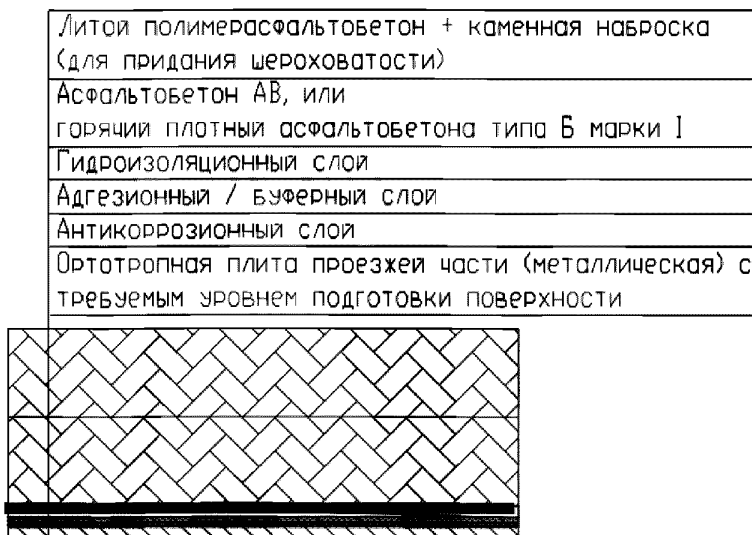 Литой полимерасфальтобетон + каменная наброска
(для придания шероховатости)
Асфальтобетон АВ, или
горячий плотный асфальтобетона типа Б марки I
Гидроизоляционный слой
Адгезионный / буферный слой
Антикоррозионный слой
Ортотропная плита проезжей части (металлическая) с
требуемым уровнем подготовки поверхности